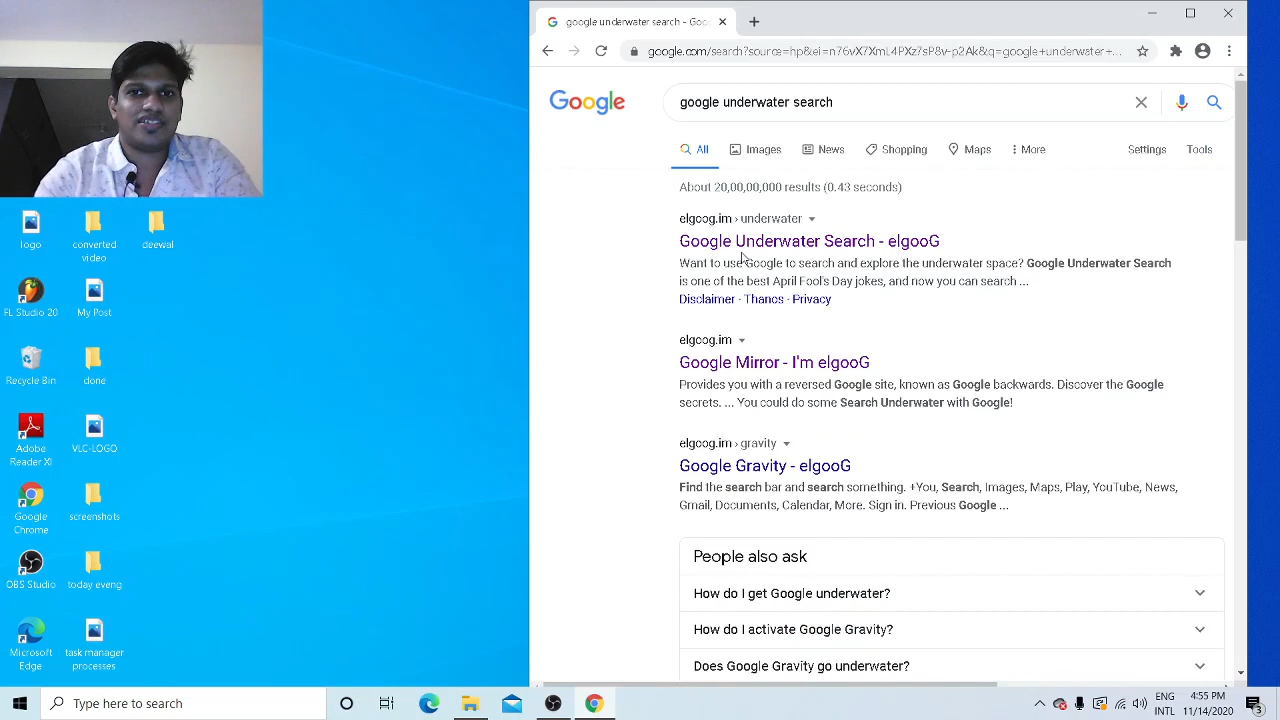 google underwater search - Goo
google.com/search?source=hp&ei=n76vX7XmL4PXz7sP8v-p2Ak&q=google+underwater+...
Google
google underwater search
All
Images
News
Shopping
Maps
More
Settings
Tools
About 20,00,00,000 results (0.43 seconds)
elgoog.im › underwater
Google Underwater Search - elgooG
Want to use Google to search and explore the underwater space? Google Underwater Search
is one of the best April Fool's Day jokes, and now you can search ...
Disclaimer · Thancs · Privacy
elgoog.im
Google Mirror - I'm elgooG
Provides you with a reversed Google site, known as Google backwards. Discover the Google
secrets. ... You could do some Search Underwater with Google!
elgoog.im › gravity
Google Gravity - elgooG
Find the search bar and search something. +You, Search, Images, Maps, Play, YouTube, News,
Gmail, Documents, Calendar, More. Sign in. Previous Google ...
People also ask
How do I get Google underwater?
How do I activate Google Gravity?
Does Google Gravity go underwater?
logo
converted
video
deewal
FL Studio 20
My Post
Recycle Bin
done
Adobe
Reader XI
VLC-LOGO
Google
Chrome
screenshots
OBS Studio
today eveng
Microsoft
Edge
task manager
processes
Type here to search
ENG
INTL
4:55 PM
11/14/2020
3